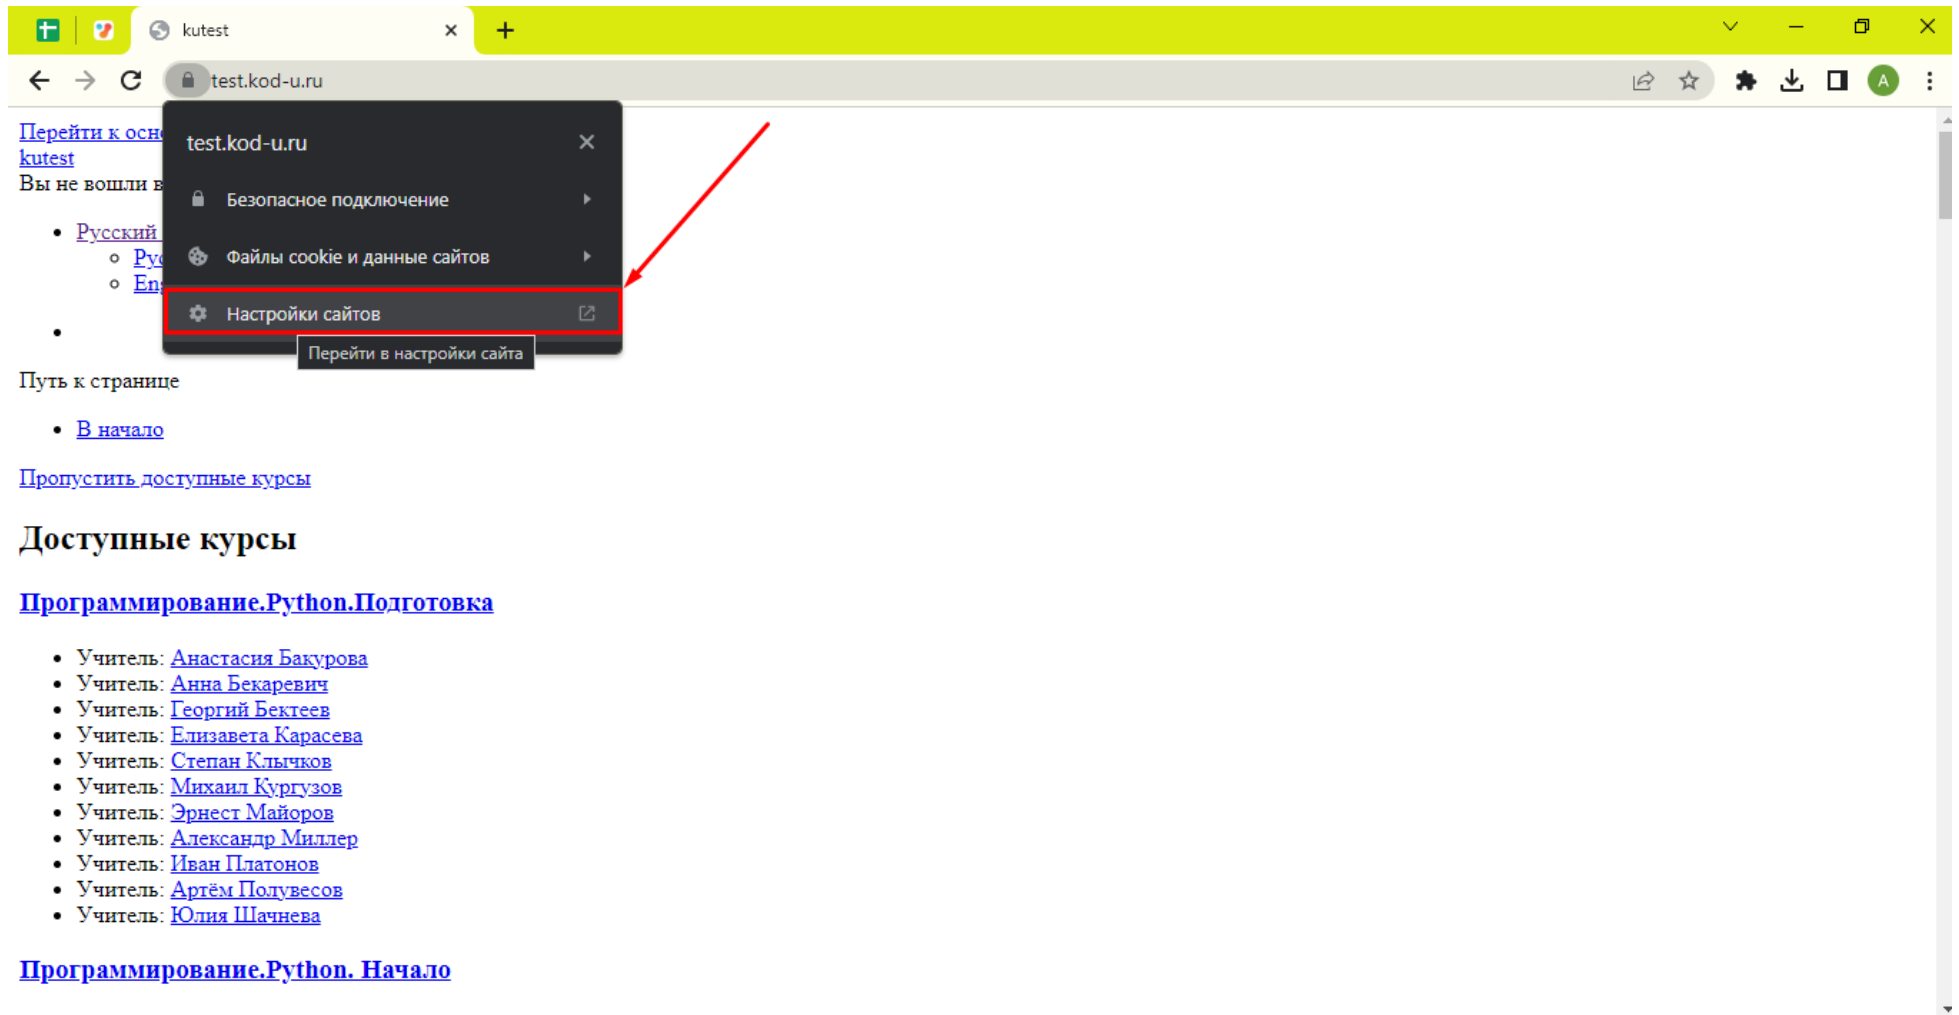 kutest
test.kod-u.ru
A
Перейти к осн
kutest
Вы не вошли в
Русский
Рус
Eng
test.kod-u.ru
Безопасное подключение
Файлы cookie и данные сайтов
Настройки сайтов
Перейти в настройки сайта
Путь к странице
В начало
Пропустить доступные курсы
Доступные курсы
Программирование.Python.Подготовка
Учитель: Анастасия Бакурова
Учитель: Анна Бекаревич
Учитель: Георгий Бектеев
Учитель: Елизавета Карасева
Учитель: Степан Клычков
Учитель: Михаил Кургузов
Учитель: Эрнест Майоров
Учитель: Александр Миллер
Учитель: Иван Платонов
Учитель: Артём Полувесов
Учитель: Юлия Шачнева
Программирование.Python. Начало